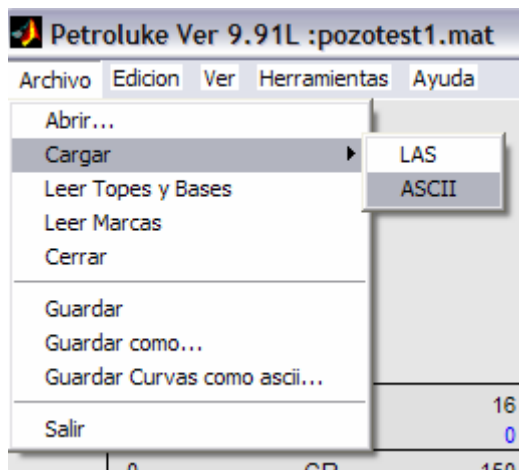 Petroluke Ver 9.91L :pozotest1.mat
Archivo Edicion Ver Herramientas Ayuda
Abrir...
Cargar
LAS
ASCII
Leer Topes y Bases
Leer Marcas
Cerrar
Guardar
Guardar como...
Guardar Curvas como ascii...
Salir
16
0
0 GR 150